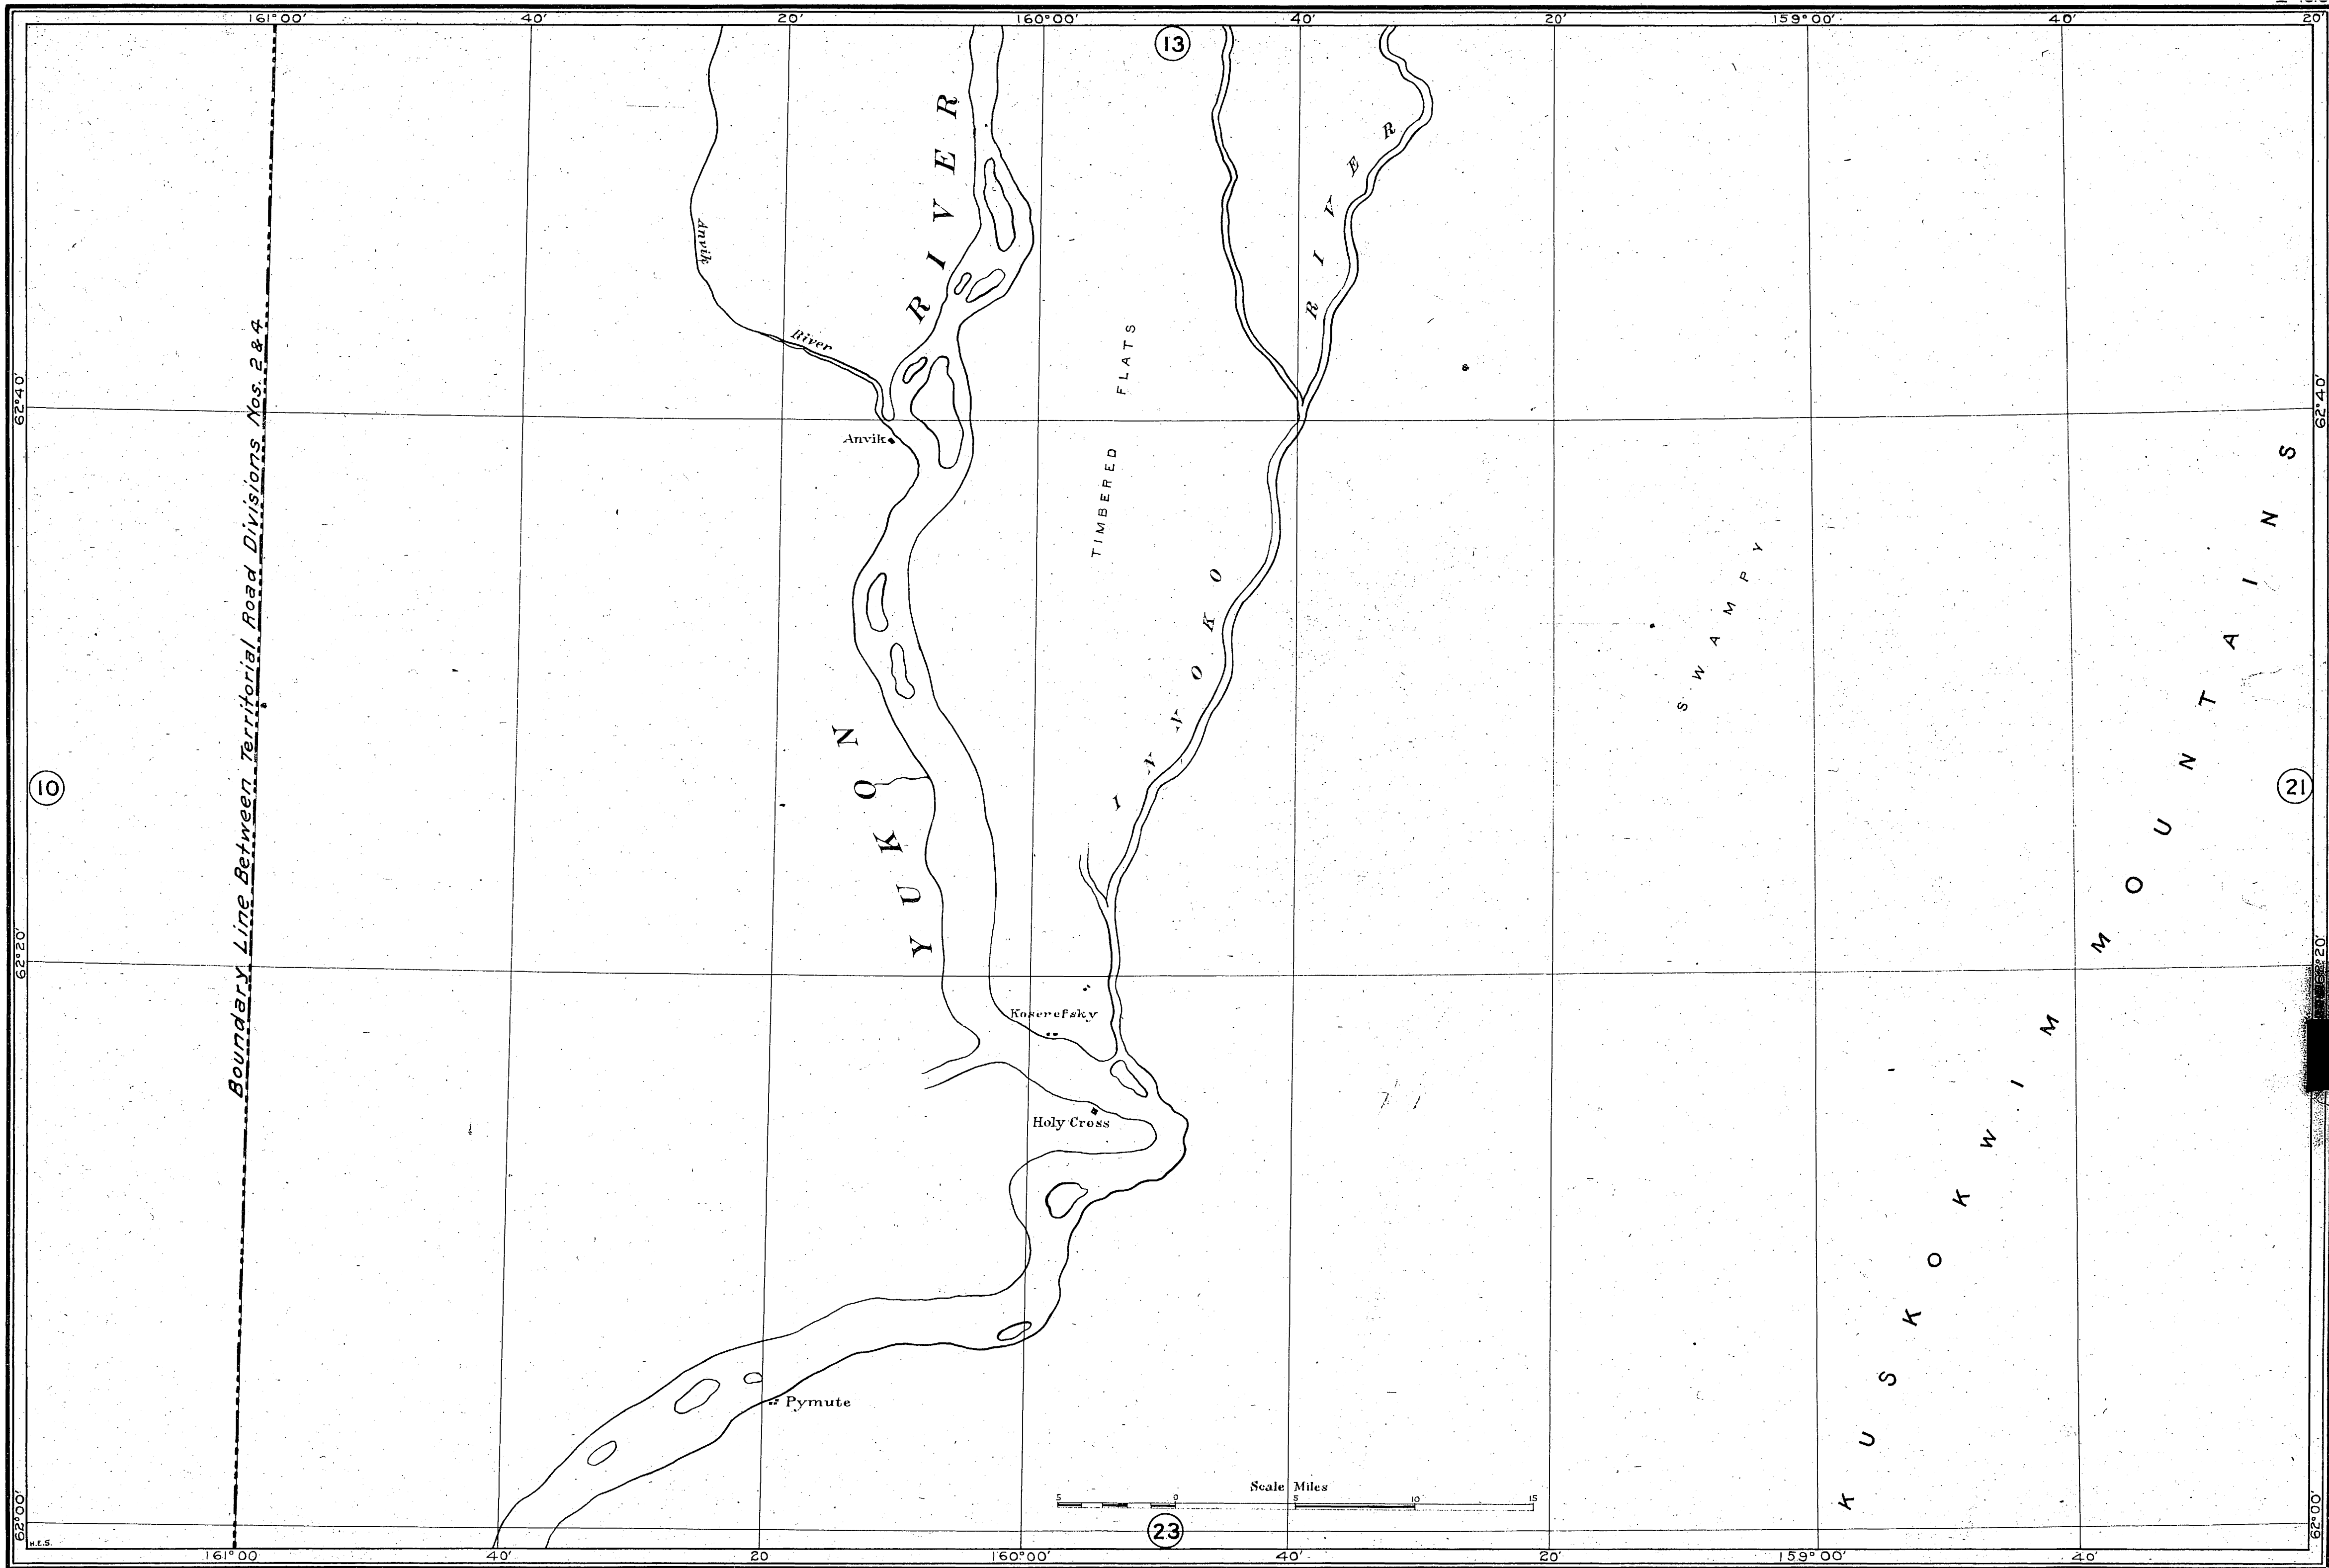 161°00' 40' 20' 160°00' 40' 20' 159°00' 40' 20'
13
YUKON RIVER
INNOKO RIVER
Anvik River
TIMBERED FLATS
62°40' 62°40'
Anvik
Boundary Line Between Territorial Road Divisions Nos. 2 & 4
SWAMPY
KUSKOKWIM MOUNTAINS
10
21
62°20' 62°20'
Koserefsky
Holy Cross
Pymute
Scale Miles
5 0 5 10 15
62°00' 62°00'
H.E.S.
23
161°00' 40' 20' 160°00' 40' 20' 159°00' 40'